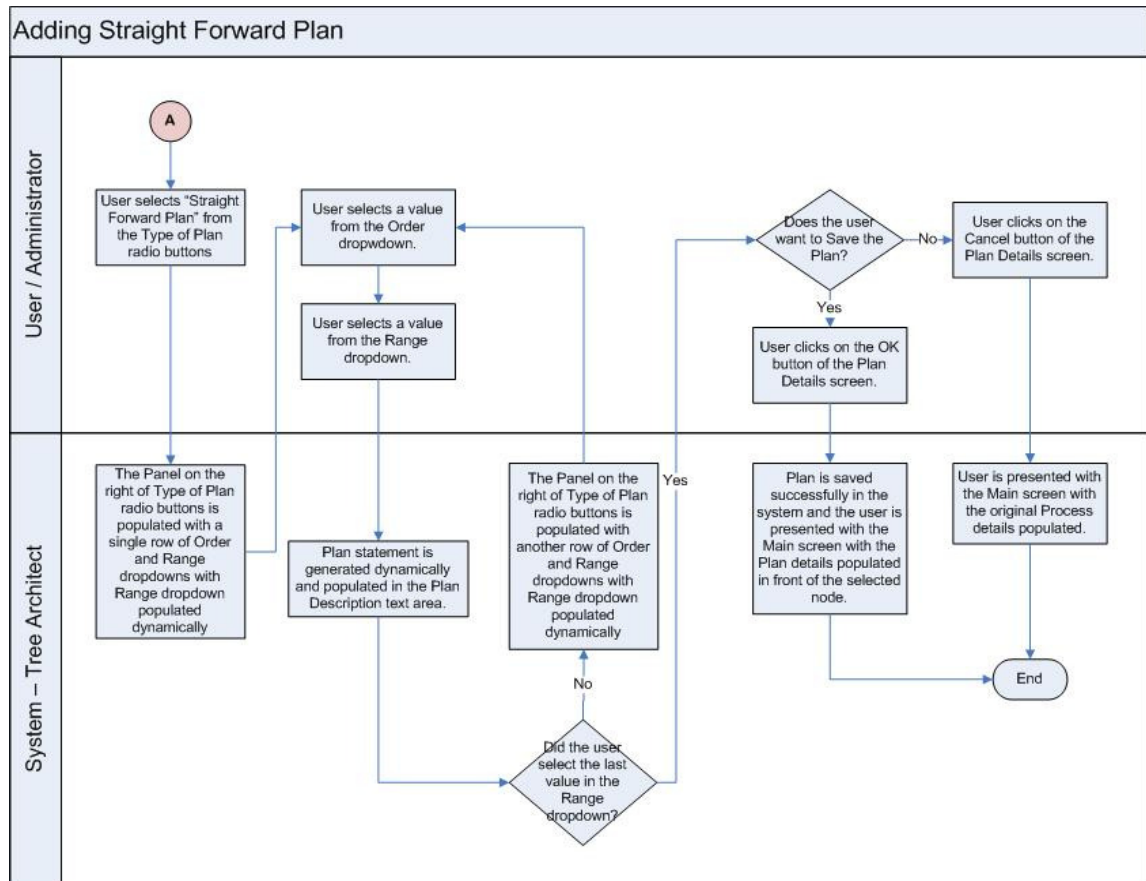 Adding Straight Forward Plan
User / Administrator
A
User selects “Straight
Forward Plan” from
the Type of Plan
radio buttons
User selects a value
from the Order
dropwdown.
User selects a value
from the Range
dropdown.
Does the user
want to Save the
Plan?
No
User clicks on the
Cancel button of the
Plan Details screen.
Yes
User clicks on the OK
button of the Plan
Details screen.
System – Tree Architect
The Panel on the
right of Type of Plan
radio buttons is
populated with a
single row of Order
and Range
dropdowns with
Range dropdown
populated
dynamically
Plan statement is
generated dynamically
and populated in the Plan
Description text area.
The Panel on the
right of Type of Plan
radio buttons is
populated with
another row of Order
and Range
dropdowns with
Range dropdown
populated
dynamically
No
Did the user
select the last
value in the
Range
dropdown?
Yes
Plan is saved
successfully in the
system and the user is
presented with the
Main screen with the
Plan details populated
in front of the selected
node.
User is presented with
the Main screen with
the original Process
details populated.
End